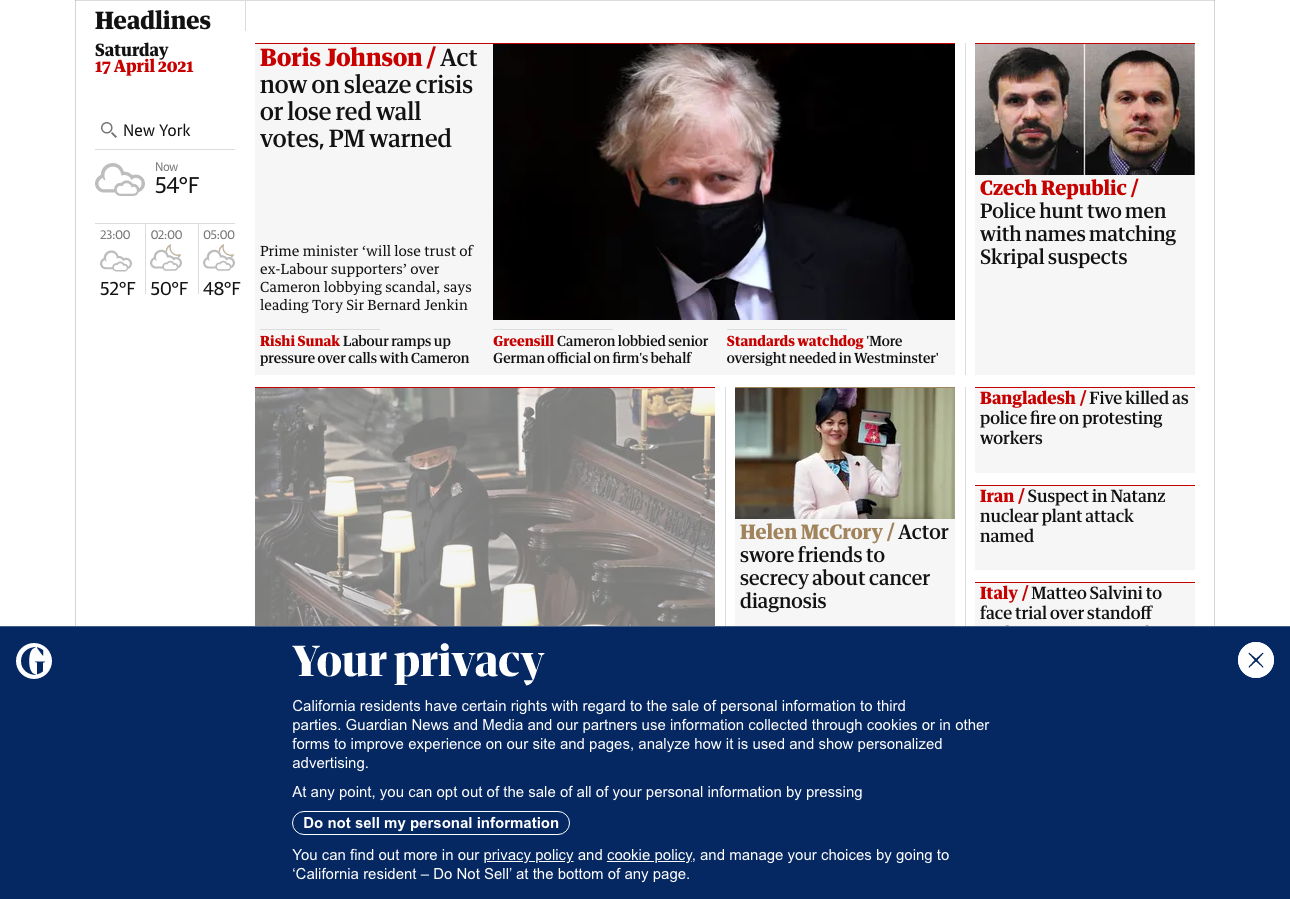 Headlines
Saturday
17 April 2021
New York
Now
54°F
23:00
02:00
05:00
52°F
50°F
48°F
Boris Johnson / Act
now on sleaze crisis
or lose red wall
votes, PM warned
Prime minister ‘will lose trust of
ex-Labour supporters’ over
Cameron lobbying scandal, says
leading Tory Sir Bernard Jenkin
Rishi Sunak Labour ramps up
pressure over calls with Cameron
Greensill Cameron lobbied senior
German official on firm's behalf
Standards watchdog 'More
oversight needed in Westminster'
Czech Republic /
Police hunt two men
with names matching
Skripal suspects
Helen McCrory / Actor
swore friends to
secrecy about cancer
diagnosis
Bangladesh / Five killed as
police fire on protesting
workers
Iran / Suspect in Natanz
nuclear plant attack
named
Italy / Matteo Salvini to
face trial over standoff
Your privacy
California residents have certain rights with regard to the sale of personal information to third
parties. Guardian News and Media and our partners use information collected through cookies or in other
forms to improve experience on our site and pages, analyze how it is used and show personalized
advertising.
At any point, you can opt out of the sale of all of your personal information by pressing
Do not sell my personal information
You can find out more in our privacy policy and cookie policy, and manage your choices by going to
‘California resident – Do Not Sell’ at the bottom of any page.